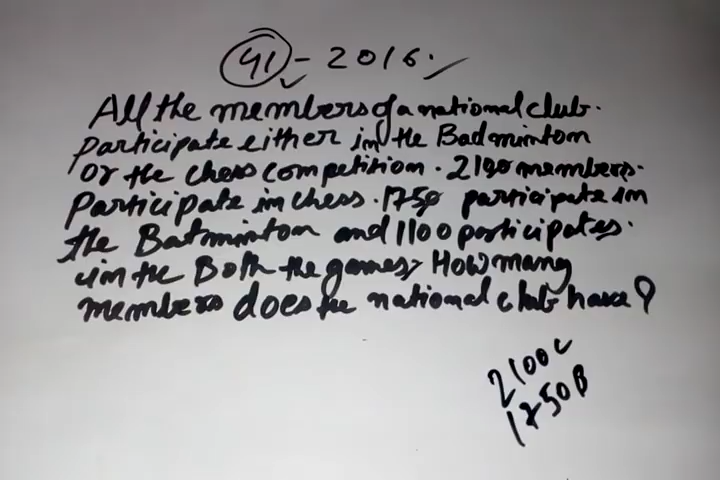 41 - 2016.
All the members of a national club.
participate either in the Badmintom
or the chess competition. 2100 members.
Participate in chess. 1750 participate in
the Batmintom and 1100 participates.
in the Both the games, How many
members does the national club have?
2100 C
1750 B